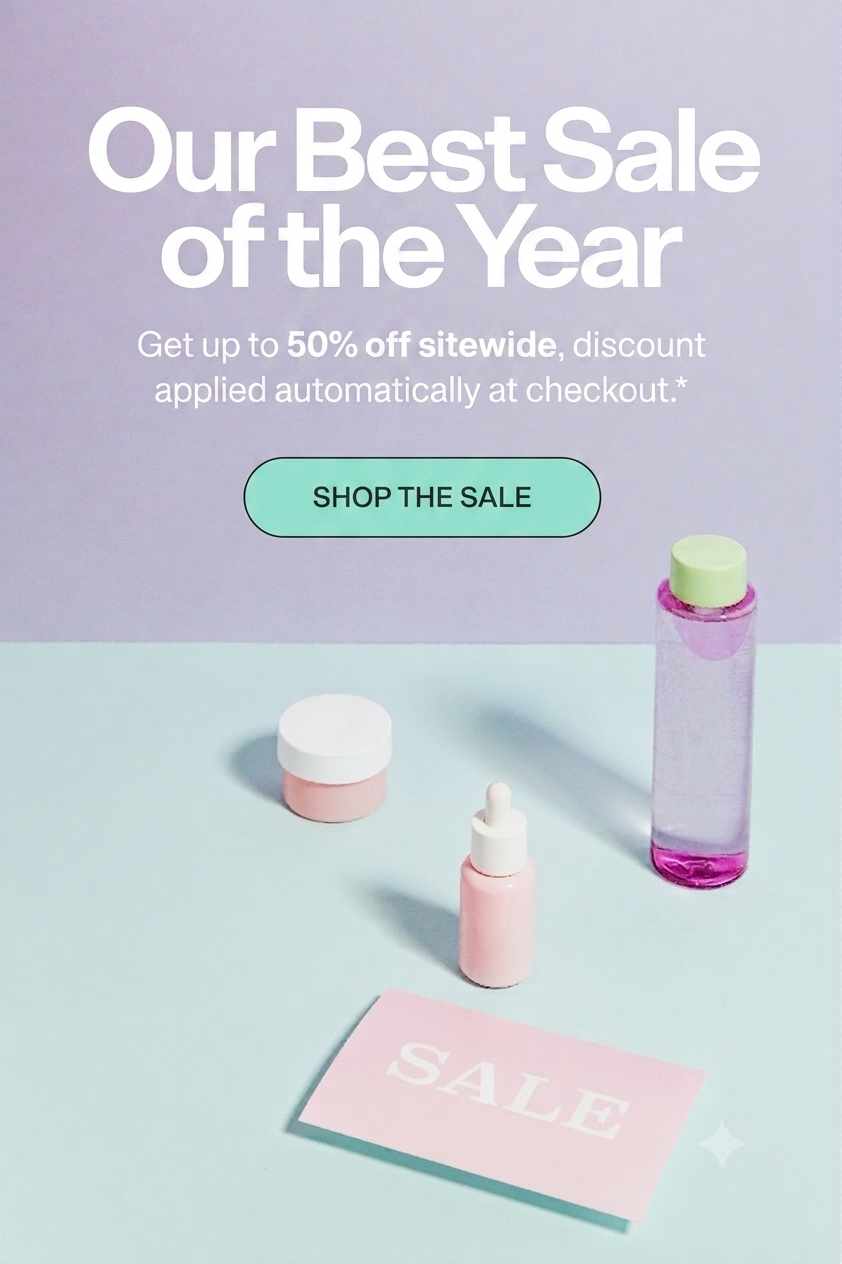 Our Best Sale
of the Year
Get up to 50% off sitewide, discount
applied automatically at checkout.*
SHOP THE SALE
SALE